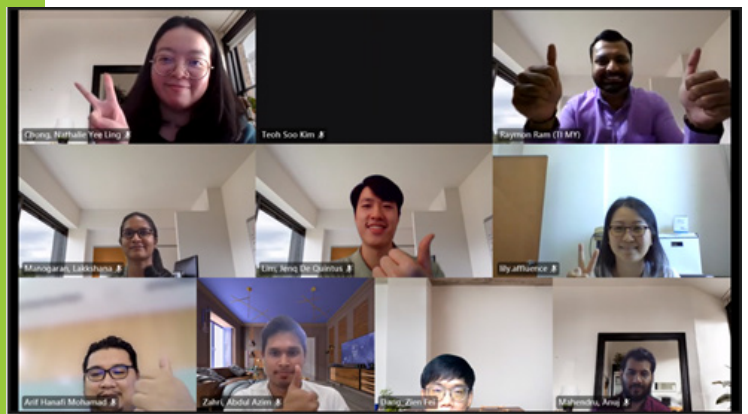 Chong, Nathalie Yee Ling
Teoh Soo Kim
Raymon Ram (TI MY)
Manogaran, Lakkshana
Lim, Jenq De Quintus
lily.affluence
Arif Hanafi Mohamad
Zahri, Abdul Azim
Dang, Zien Fei
Mahendru, Anuj